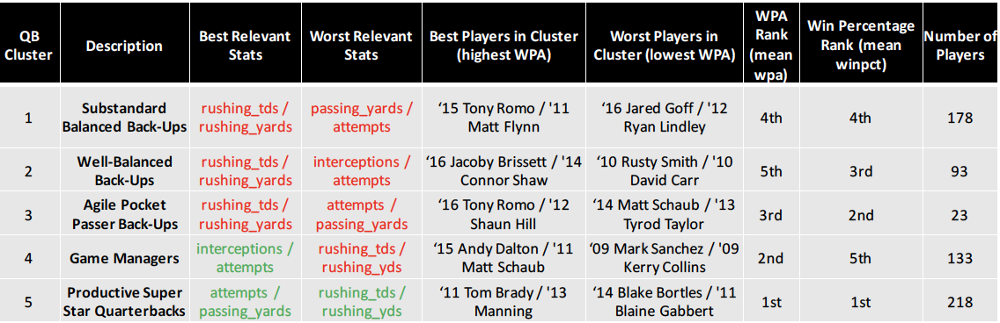 QB Cluster | Description | Best Relevant Stats | Worst Relevant Stats | Best Players in Cluster (highest WPA) | Worst Players in Cluster (lowest WPA) | WPA Rank (mean wpa) | Win Percentage Rank (mean winpct) | Number of Players
1 | Substandard Balanced Back-Ups | rushing_tds / rushing_yards | passing_yards / attempts | ‘15 Tony Romo / '11 Matt Flynn | ‘16 Jared Goff / '12 Ryan Lindley | 4th | 4th | 178
2 | Well-Balanced Back-Ups | rushing_tds / rushing_yards | interceptions / attempts | ‘16 Jacoby Brissett / '14 Connor Shaw | ‘10 Rusty Smith / '10 David Carr | 5th | 3rd | 93
3 | Agile Pocket Passer Back-Ups | rushing_tds / rushing_yards | attempts / passing_yards | ‘16 Tony Romo / '12 Shaun Hill | ‘14 Matt Schaub / '13 Tyrod Taylor | 3rd | 2nd | 23
4 | Game Managers | interceptions / attempts | rushing_tds / rushing_yds | ‘15 Andy Dalton / '11 Matt Schaub | ‘09 Mark Sanchez / '09 Kerry Collins | 2nd | 5th | 133
5 | Productive Super Star Quarterbacks | attempts / passing_yards | rushing_tds / rushing_yds | ‘11 Tom Brady / '13 Manning | ‘14 Blake Bortles / '11 Blaine Gabbert | 1st | 1st | 218